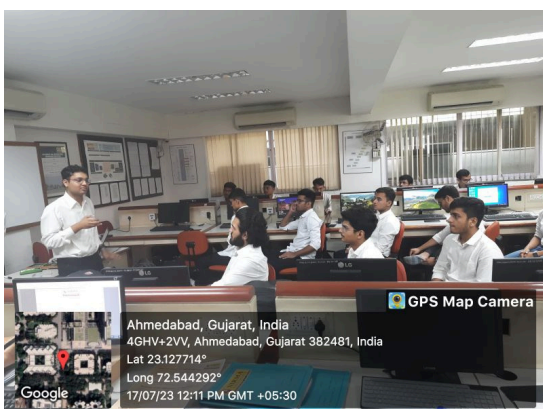 LG
LG
GPS Map Camera
Ahmedabad, Gujarat, India
4GHV+2VV, Ahmedabad, Gujarat 382481, India
Lat 23.127714°
Long 72.544292°
17/07/23 12:11 PM GMT +05:30
Google